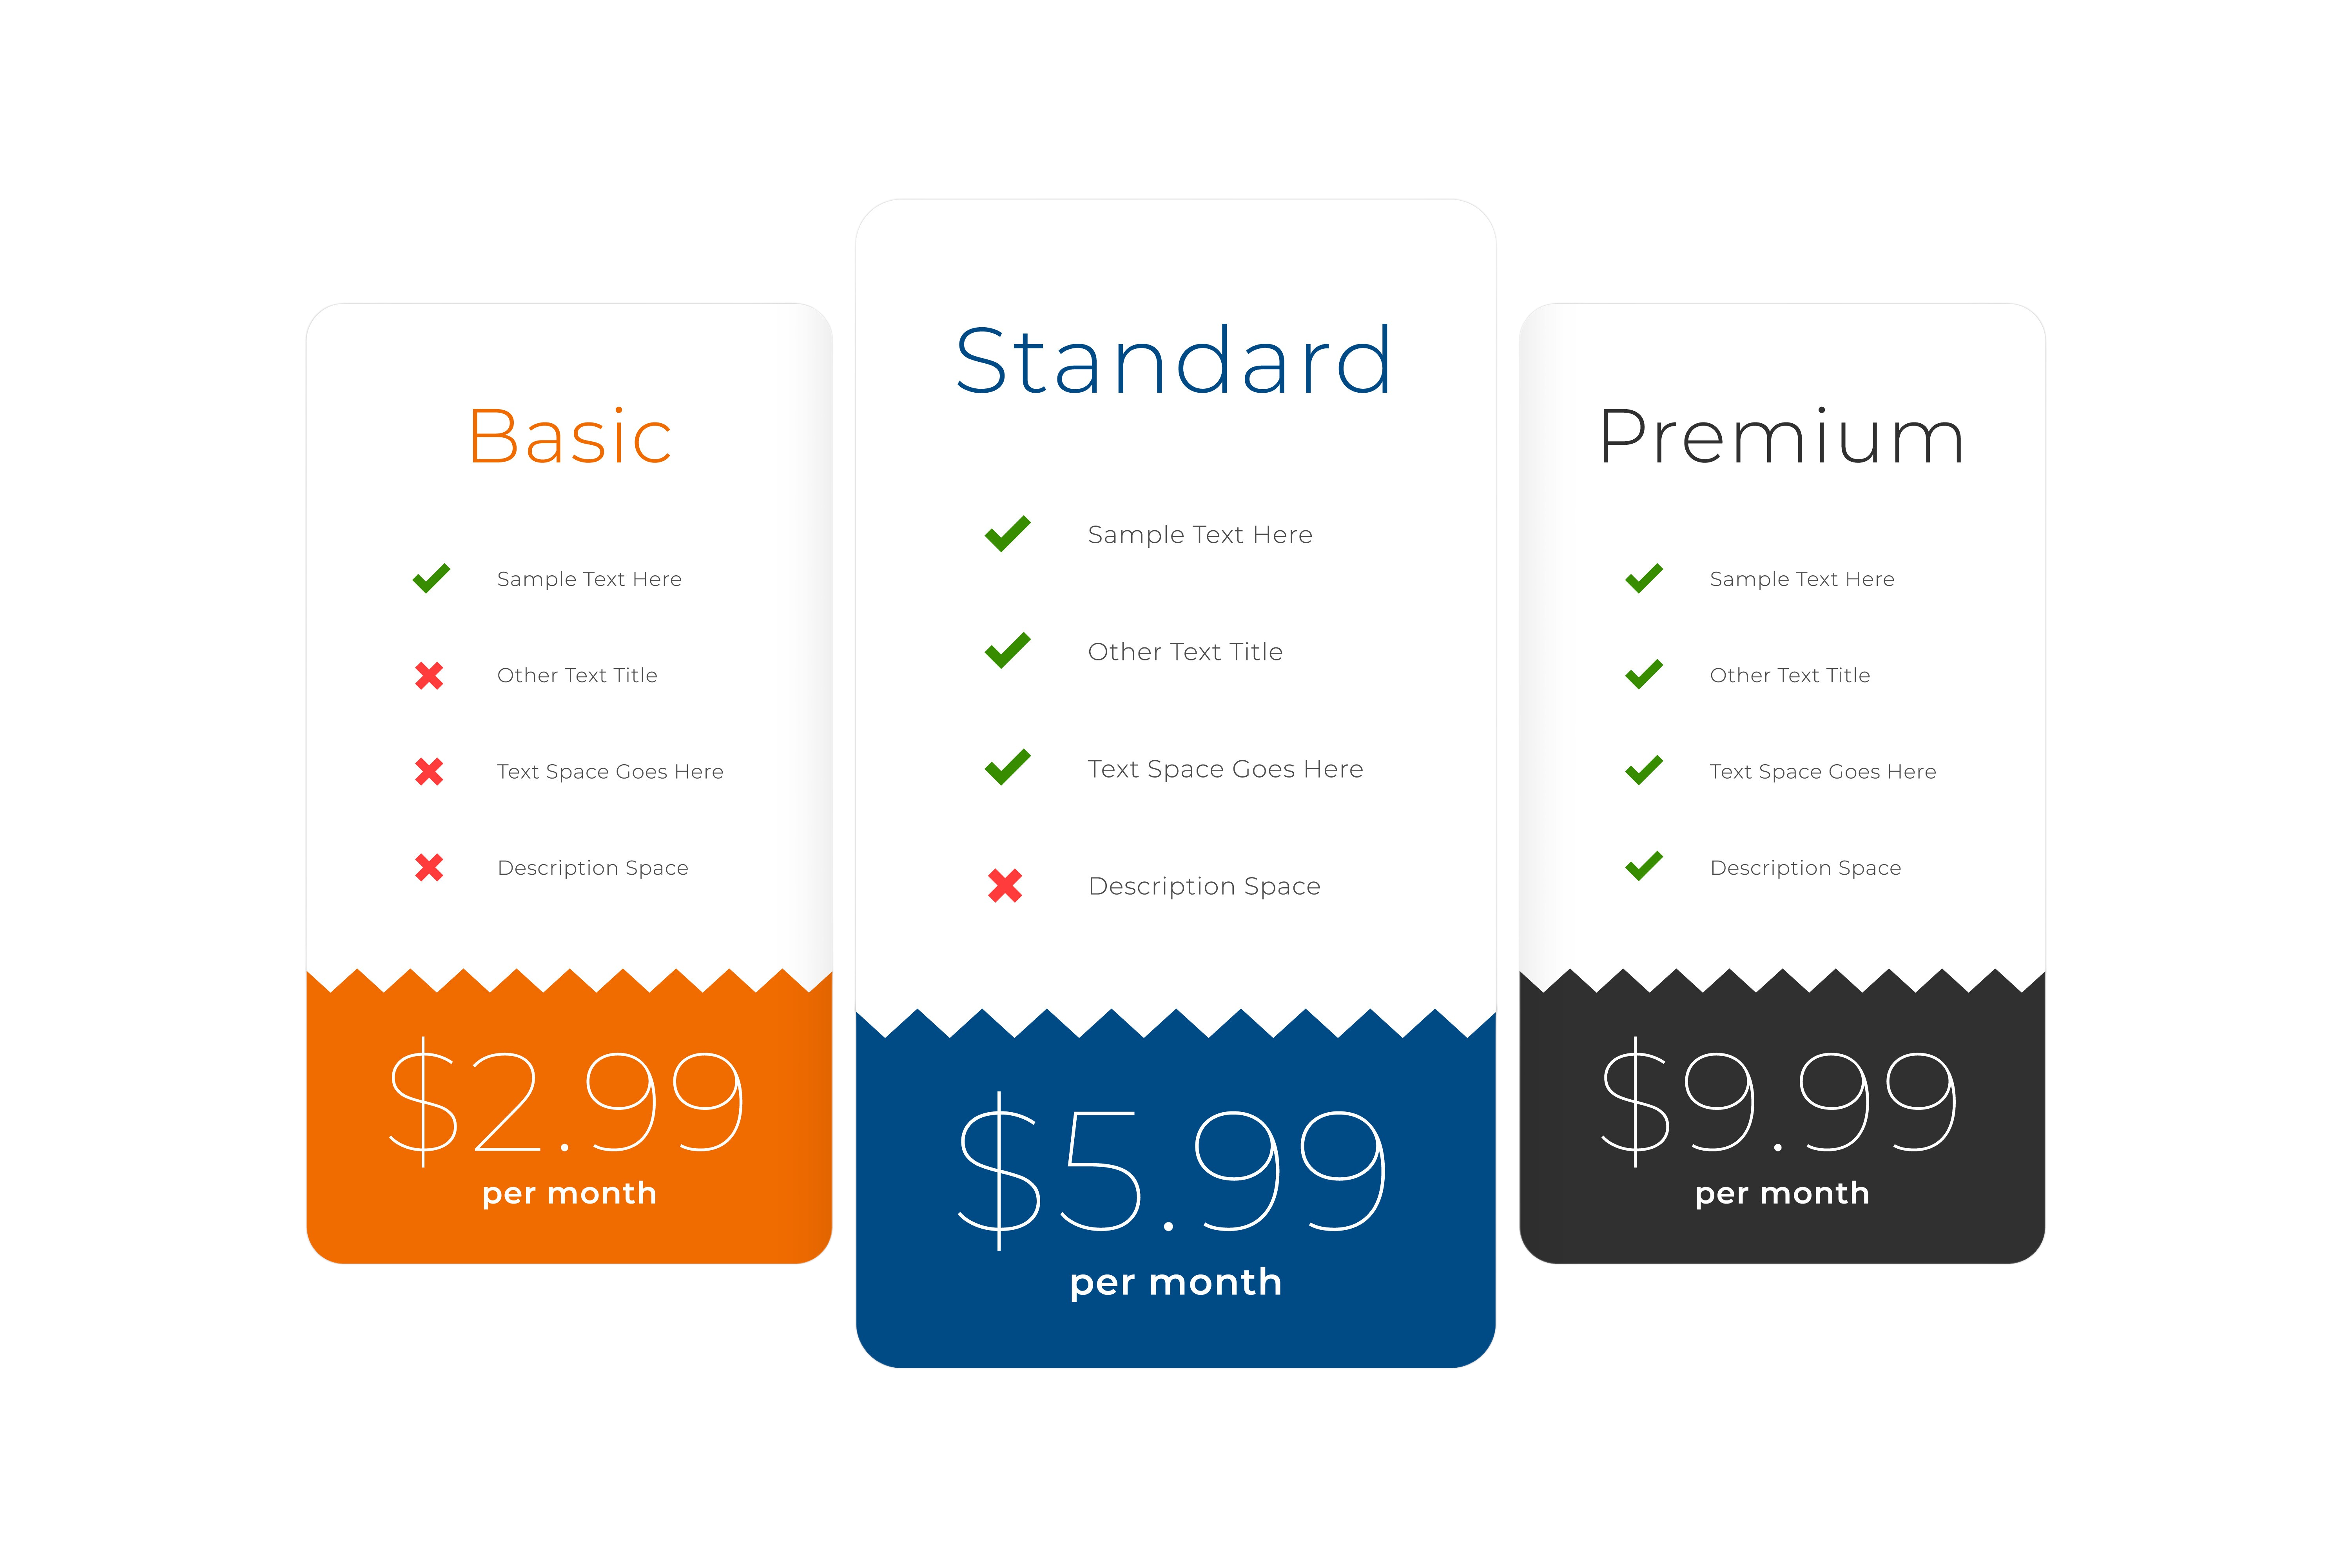 Basic
Sample Text Here
Other Text Title
Text Space Goes Here
Description Space
$2.99
per month
Standard
Sample Text Here
Other Text Title
Text Space Goes Here
Description Space
$5.99
per month
Premium
Sample Text Here
Other Text Title
Text Space Goes Here
Description Space
$9.99
per month